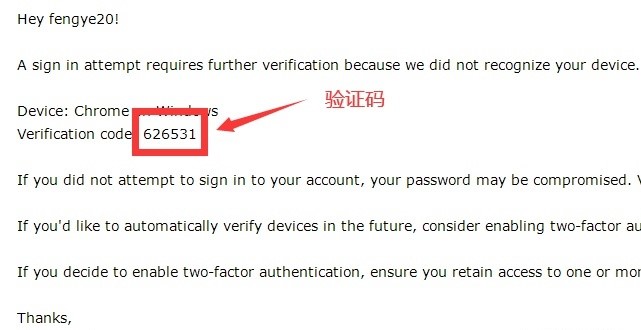 Hey fengye20!
A sign in attempt requires further verification because we did not recognize your device.
Device: Chrome on Windows
Verification code: 626531
验证码
If you did not attempt to sign in to your account, your password may be compromised. V
If you'd like to automatically verify devices in the future, consider enabling two-factor au
If you decide to enable two-factor authentication, ensure you retain access to one or mor
Thanks,